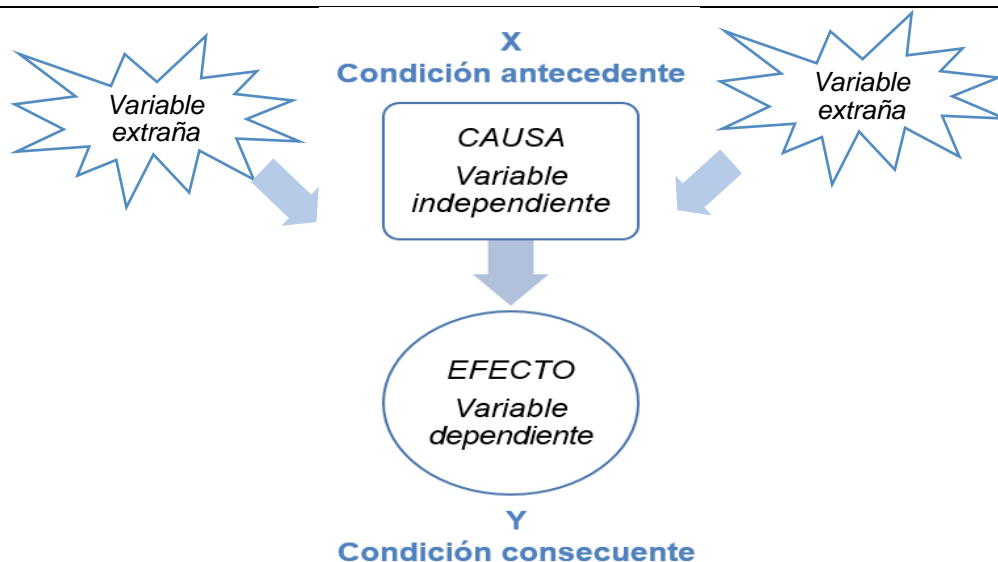 Variable
extraña
X
Condición antecedente
Variable
extraña
CAUSA
Variable
independiente
EFECTO
Variable
dependiente
Y
Condición consecuente